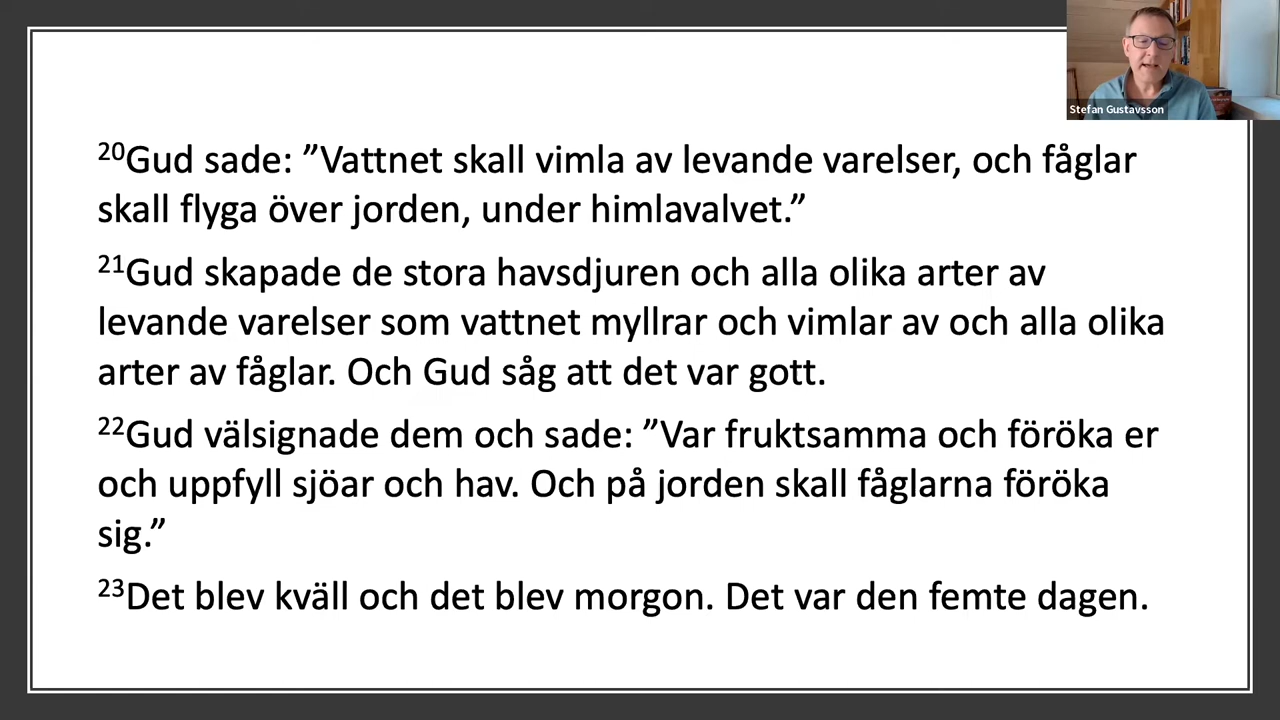 Stefan Gustavsson
²⁰Gud sade: ”Vattnet skall vimla av levande varelser, och fåglar
skall flyga över jorden, under himlavalvet.”
²¹Gud skapade de stora havsdjuren och alla olika arter av
levande varelser som vattnet myllrar och vimlar av och alla olika
arter av fåglar. Och Gud såg att det var gott.
²²Gud välsignade dem och sade: ”Var fruktsamma och föröka er
och uppfyll sjöar och hav. Och på jorden skall fåglarna föröka
sig.”
²³Det blev kväll och det blev morgon. Det var den femte dagen.